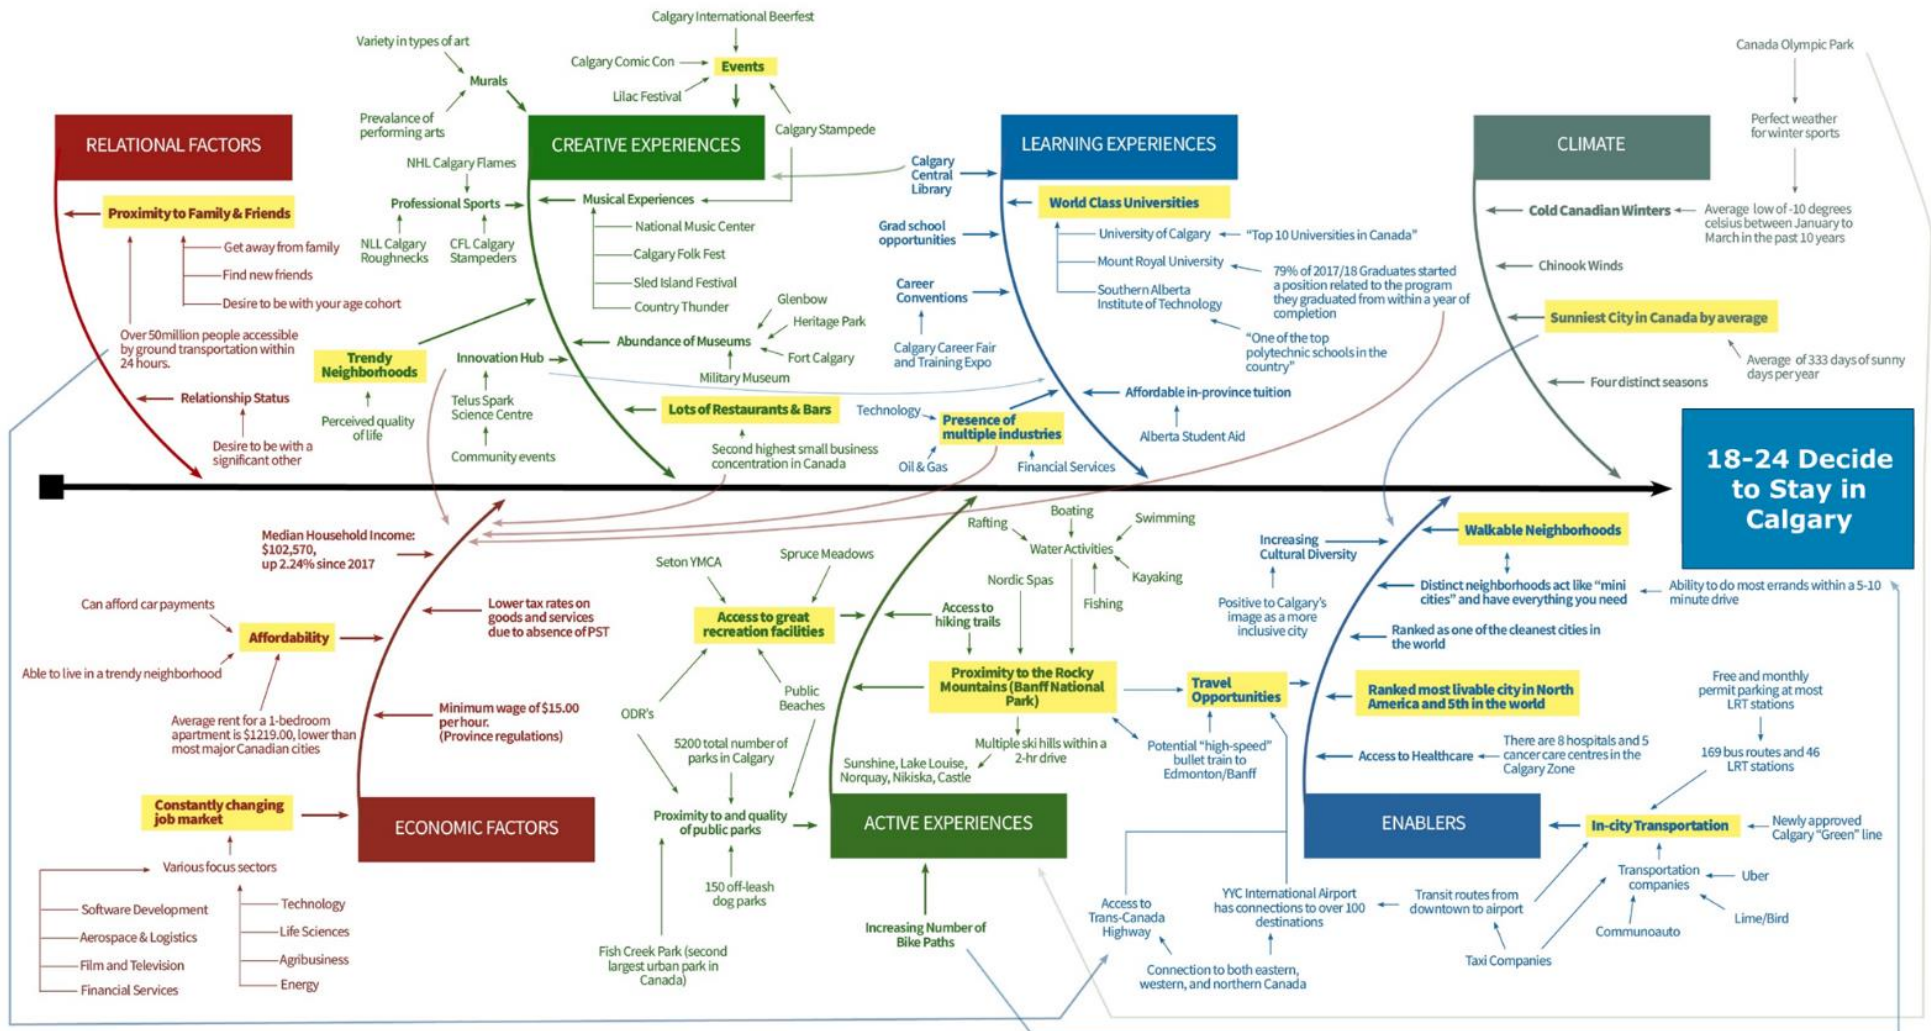 RELATIONAL FACTORS
Proximity to Family & Friends
Get away from family
Find new friends
Desire to be with your age cohort
Over 50million people accessible
by ground transportation within
24 hours.
Relationship Status
Desire to be with a
significant other
Variety in types of art
Murals
Prevalance of
performing arts
Calgary International Beerfest
Calgary Comic Con
Events
Lilac Festival
Calgary Stampede
CREATIVE EXPERIENCES
NHL Calgary Flames
Professional Sports
NLL Calgary
Roughnecks
CFL Calgary
Stampeders
Musical Experiences
National Music Center
Calgary Folk Fest
Sled Island Festival
Country Thunder
Trendy
Neighborhoods
Perceived quality
of life
Innovation Hub
Telus Spark
Science Centre
Community events
Abundance of Museums
Glenbow
Heritage Park
Fort Calgary
Military Museum
Lots of Restaurants & Bars
Second highest small business
concentration in Canada
LEARNING EXPERIENCES
Calgary
Central
Library
Grad school
opportunities
Career
Conventions
Calgary Career Fair
and Training Expo
World Class Universities
University of Calgary
"Top 10 Universities in Canada"
Mount Royal University
79% of 2017/18 Graduates started
a position related to the program
they graduated from within a year of
completion
Southern Alberta
Institute of Technology
"One of the top
polytechnic schools in the
country"
Affordable in-province tuition
Alberta Student Aid
Technology
Presence of
multiple industries
Oil & Gas
Financial Services
CLIMATE
Canada Olympic Park
Perfect weather
for winter sports
Cold Canadian Winters
Average low of -10 degrees
celsius between January to
March in the past 10 years
Chinook Winds
Sunniest City in Canada by average
Average of 333 days of sunny
days per year
Four distinct seasons
18-24 Decide
to Stay in
Calgary
Median Household Income:
$102,570,
up 2.24% since 2017
Can afford car payments
Affordability
Able to live in a trendy neighborhood
Average rent for a 1-bedroom
apartment is $1219.00, lower than
most major Canadian cities
Lower tax rates on
goods and services
due to absence of PST
Minimum wage of $15.00
per hour.
(Province regulations)
Constantly changing
job market
ECONOMIC FACTORS
Various focus sectors
Software Development
Aerospace & Logistics
Film and Television
Financial Services
Technology
Life Sciences
Agribusiness
Energy
Seton YMCA
Spruce Meadows
Access to great
recreation facilities
ODR's
Public
Beaches
5200 total number of
parks in Calgary
Proximity to and quality
of public parks
150 off-leash
dog parks
Fish Creek Park (second
largest urban park in
Canada)
Rafting
Boating
Swimming
Water Activities
Kayaking
Fishing
Nordic Spas
Access to
hiking trails
Proximity to the Rocky
Mountains (Banff National
Park)
Multiple ski hills within a
2-hr drive
Sunshine, Lake Louise,
Norquay, Nikiska, Castle
ACTIVE EXPERIENCES
Increasing Number of
Bike Paths
Increasing
Cultural Diversity
Positive to Calgary's
image as a more
inclusive city
Travel
Opportunities
Potential "high-speed"
bullet train to
Edmonton/Banff
Walkable Neighborhoods
Distinct neighborhoods act like "mini
cities" and have everything you need
Ability to do most errands within a 5-10
minute drive
Ranked as one of the cleanest cities in
the world
Ranked most livable city in North
America and 5th in the world
Access to Healthcare
There are 8 hospitals and 5
cancer care centres in the
Calgary Zone
Free and monthly
permit parking at most
LRT stations
169 bus routes and 46
LRT stations
ENABLERS
In-city Transportation
Newly approved
Calgary "Green" line
Transportation
companies
Uber
Lime/Bird
Communoauto
Transit routes from
downtown to airport
Taxi Companies
YYC International Airport
has connections to over 100
destinations
Access to
Trans-Canada
Highway
Connection to both eastern,
western, and northern Canada